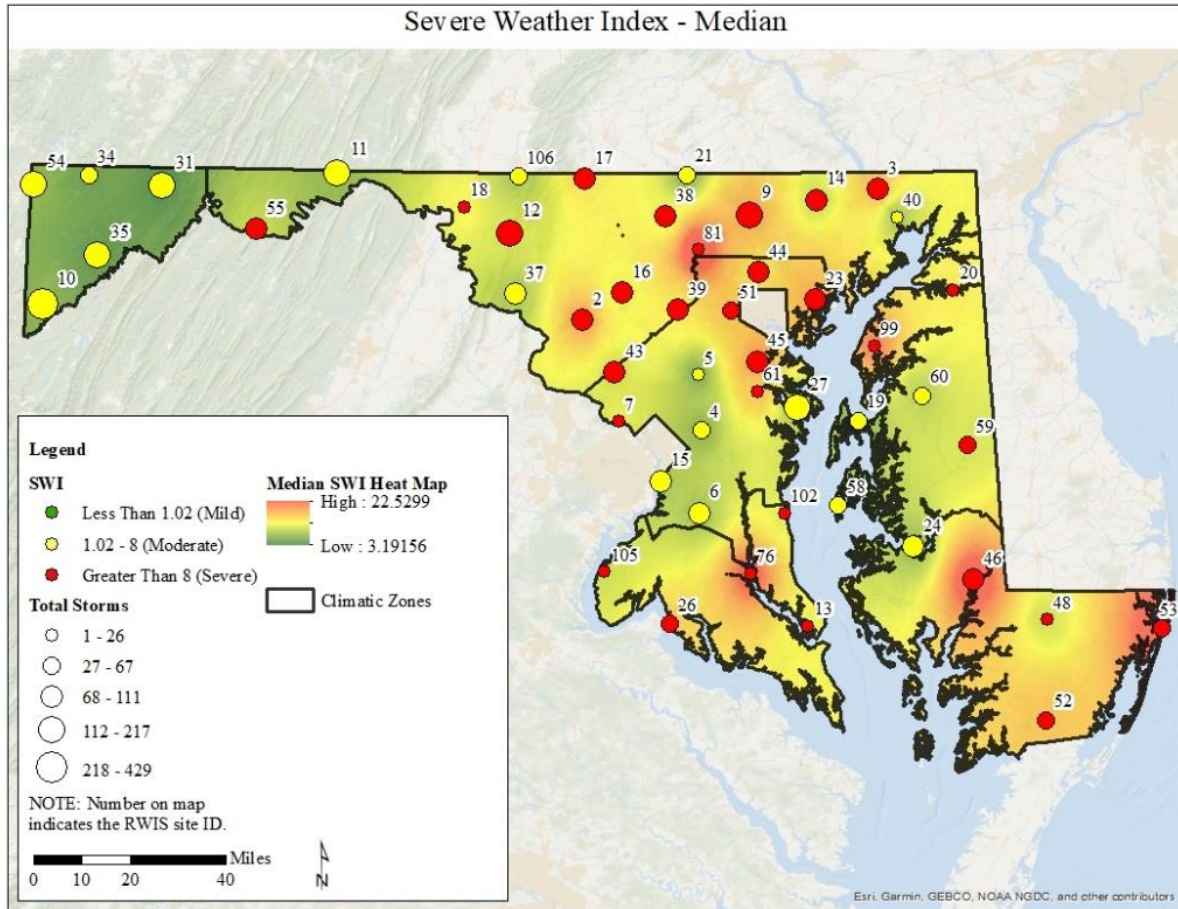 Severe Weather Index - Median
54
34
31
11
106
17
21
3
14
9
38
18
12
40
55
35
81
44
10
37
16
2
39
51
23
20
43
5
45
61
99
27
60
7
4
19
59
15
6
102
58
24
105
76
46
26
13
48
53
52
Legend
SWI
Less Than 1.02 (Mild)
1.02 - 8 (Moderate)
Greater Than 8 (Severe)
Total Storms
1 - 26
27 - 67
68 - 111
112 - 217
218 - 429
NOTE: Number on map
indicates the RWIS site ID.
Median SWI Heat Map
High : 22.5299
Low : 3.19156
Climatic Zones
Miles
0 10 20 40
N
Esri, Garmin, GEBCO, NOAA NGDC, and other contributors